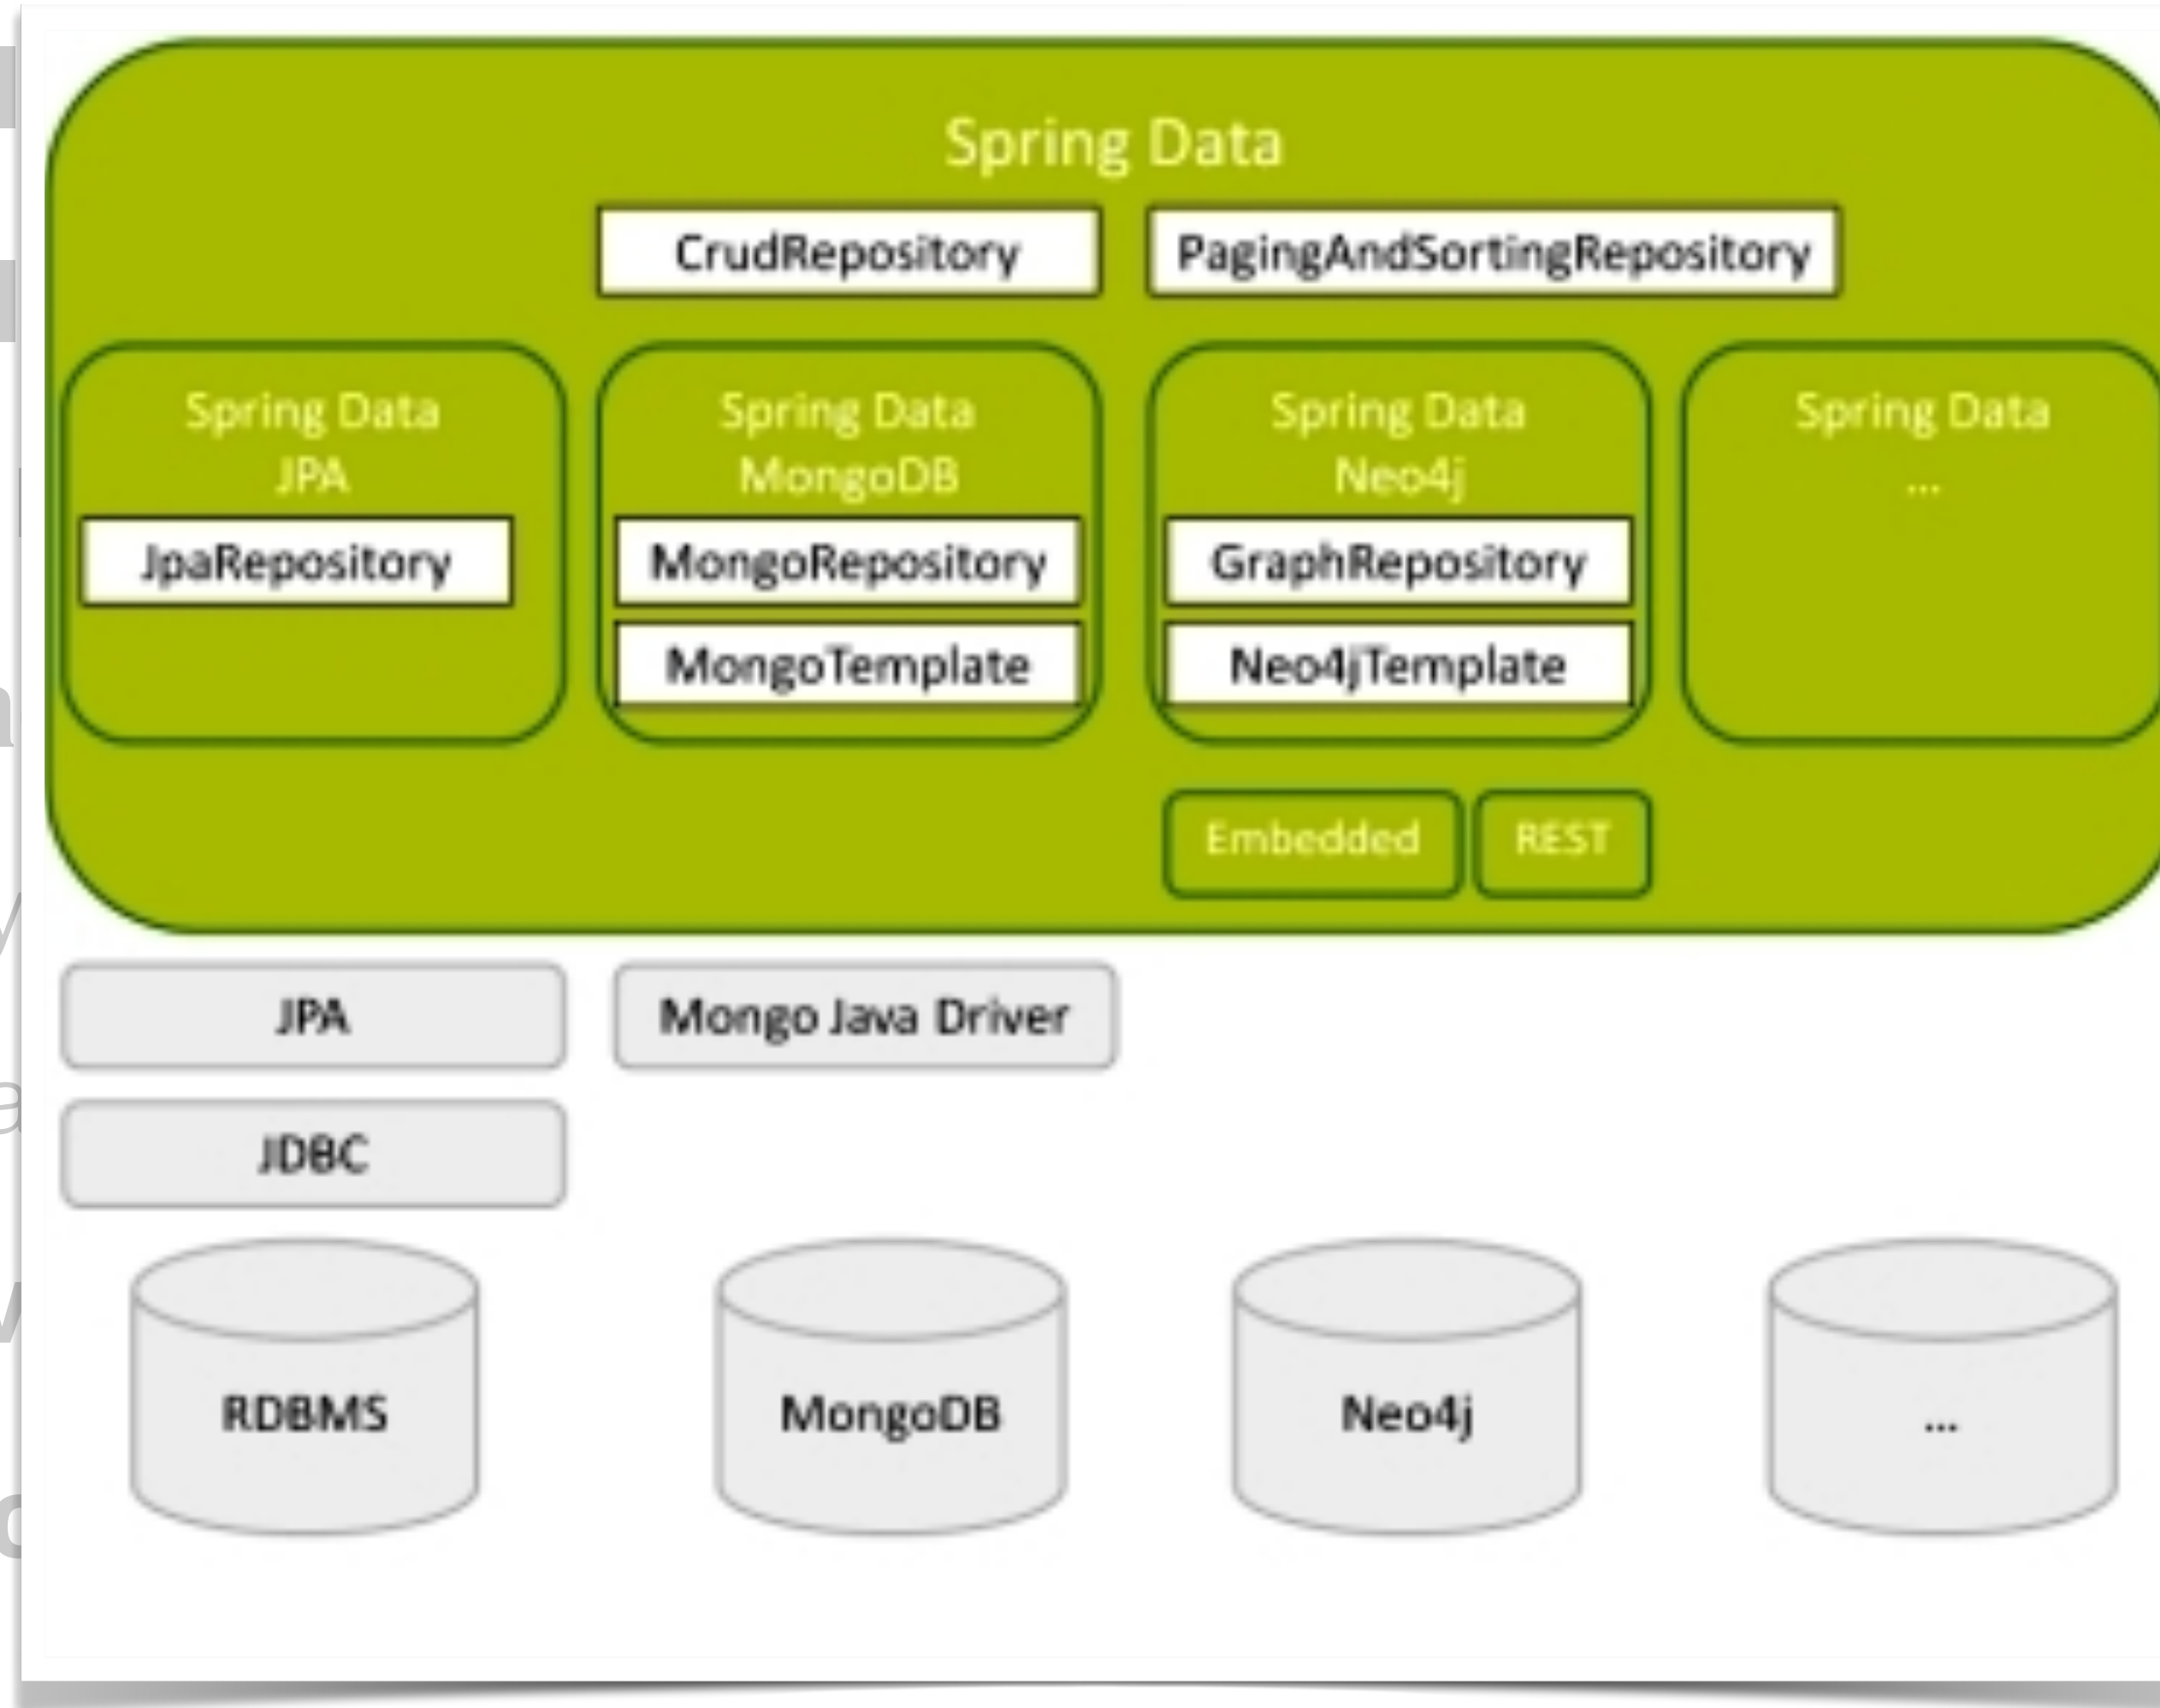 Spring Data
CrudRepository
PagingAndSortingRepository
Spring Data
JPA
JpaRepository
Spring Data
MongoDB
MongoRepository
MongoTemplate
Spring Data
Neo4j
GraphRepository
Neo4jTemplate
Spring Data
...
Embedded
REST
JPA
Mongo Java Driver
JDBC
RDBMS
MongoDB
Neo4j
...